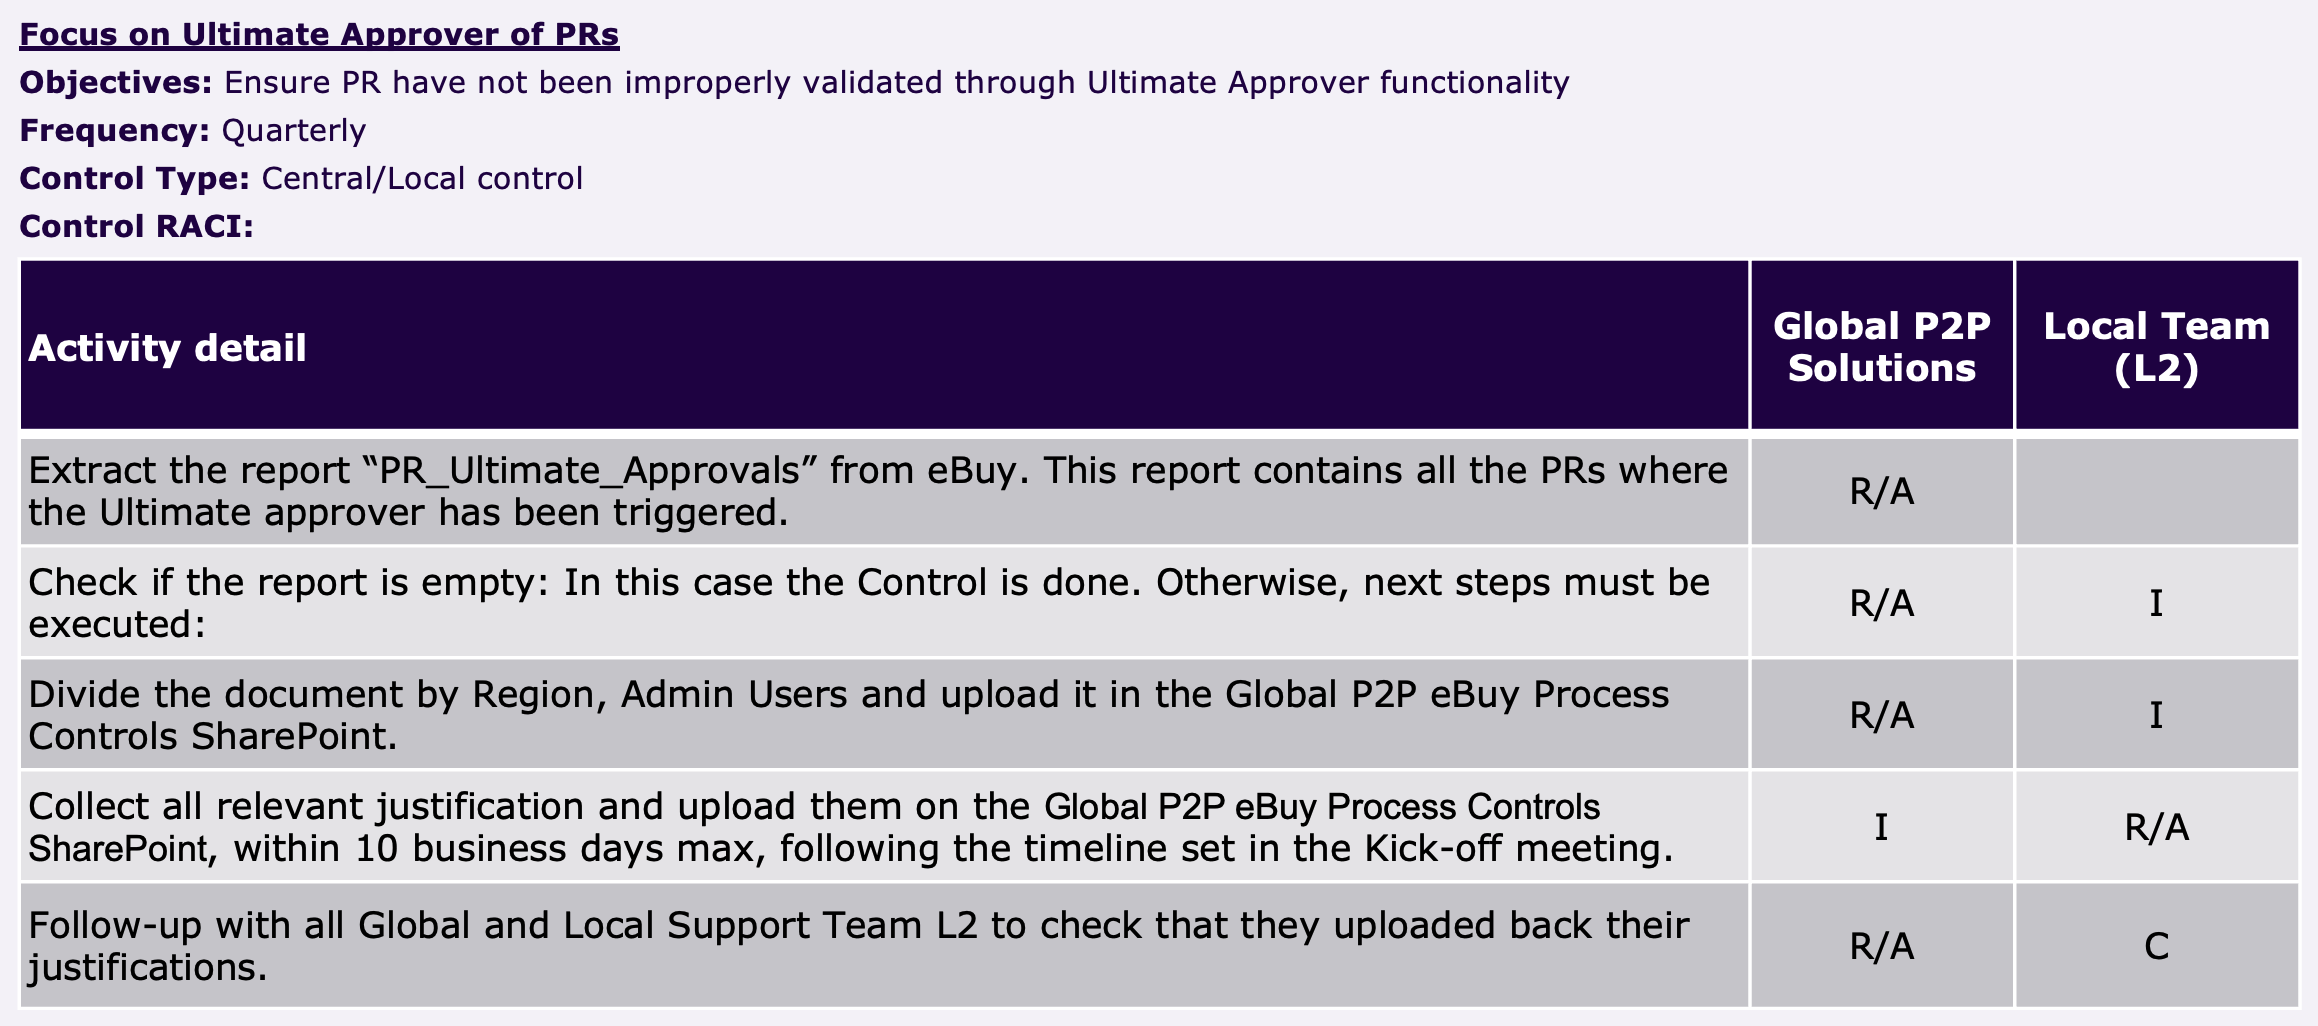 Focus on Ultimate Approver of PRs
Objectives: Ensure PR have not been improperly validated through Ultimate Approver functionality
Frequency: Quarterly
Control Type: Central/Local control
Control RACI:
Activity detail
Global P2P
Solutions
Local Team
(L2)
Extract the report “PR_Ultimate_Approvals” from eBuy. This report contains all the PRs where
the Ultimate approver has been triggered.
R/A
Check if the report is empty: In this case the Control is done. Otherwise, next steps must be
executed:
R/A
I
Divide the document by Region, Admin Users and upload it in the Global P2P eBuy Process
Controls SharePoint.
R/A
I
Collect all relevant justification and upload them on the Global P2P eBuy Process Controls
SharePoint, within 10 business days max, following the timeline set in the Kick-off meeting.
I
R/A
Follow-up with all Global and Local Support Team L2 to check that they uploaded back their
justifications.
R/A
C